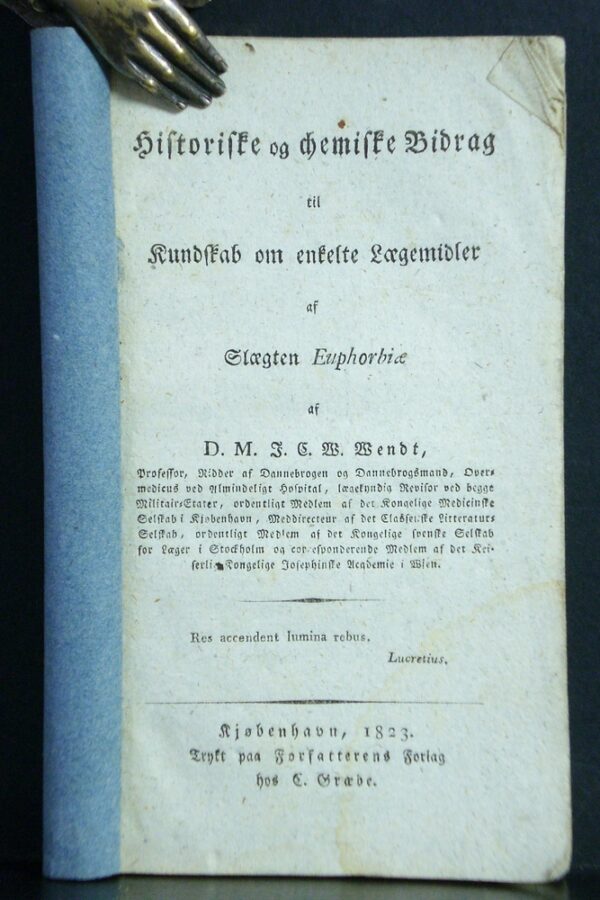 Historiske og chemiske Bidrag
til
Kundskab om enkelte Lægemidler
af
Slægten Euphorbiæ
af
D. M. J. C. W. Wendt,
Professor, Ridder af Dannebrogen og Dannebrogsmand, Over-
medicus ved Almindeligt Hospital, lægekyndig Revisor ved begge
Militair-Etater, ordentligt Medlem af det Kongelige Medicinske
Selskab i Kjøbenhavn, Meddirecteur af det Classenske Litteratur-
Selskab, ordentligt Medlem af det Kongelige svenske Selskab
for Læger i Stockholm og corresponderende Medlem af det Kei-
serlig Kongelige Josephinske Academie i Wien.
Res accendent lumina rebus.
Lucretius.
Kjøbenhavn, 1823.
Trykt paa Forfatterens Forlag
hos C. Græbe.